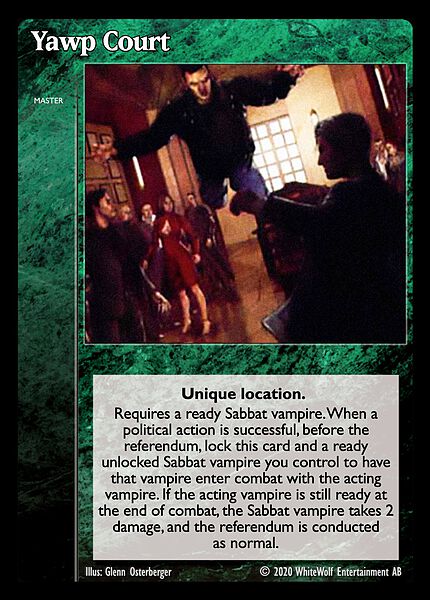 Yawp Court
MASTER
Unique location.
Requires a ready Sabbat vampire. When a
political action is successful, before the
referendum, lock this card and a ready
unlocked Sabbat vampire you control to have
that vampire enter combat with the acting
vampire. If the acting vampire is still ready at
the end of combat, the Sabbat vampire takes 2
damage, and the referendum is conducted
as normal.
Illus: Glenn Osterberger
© 2020 WhiteWolf Entertainment AB